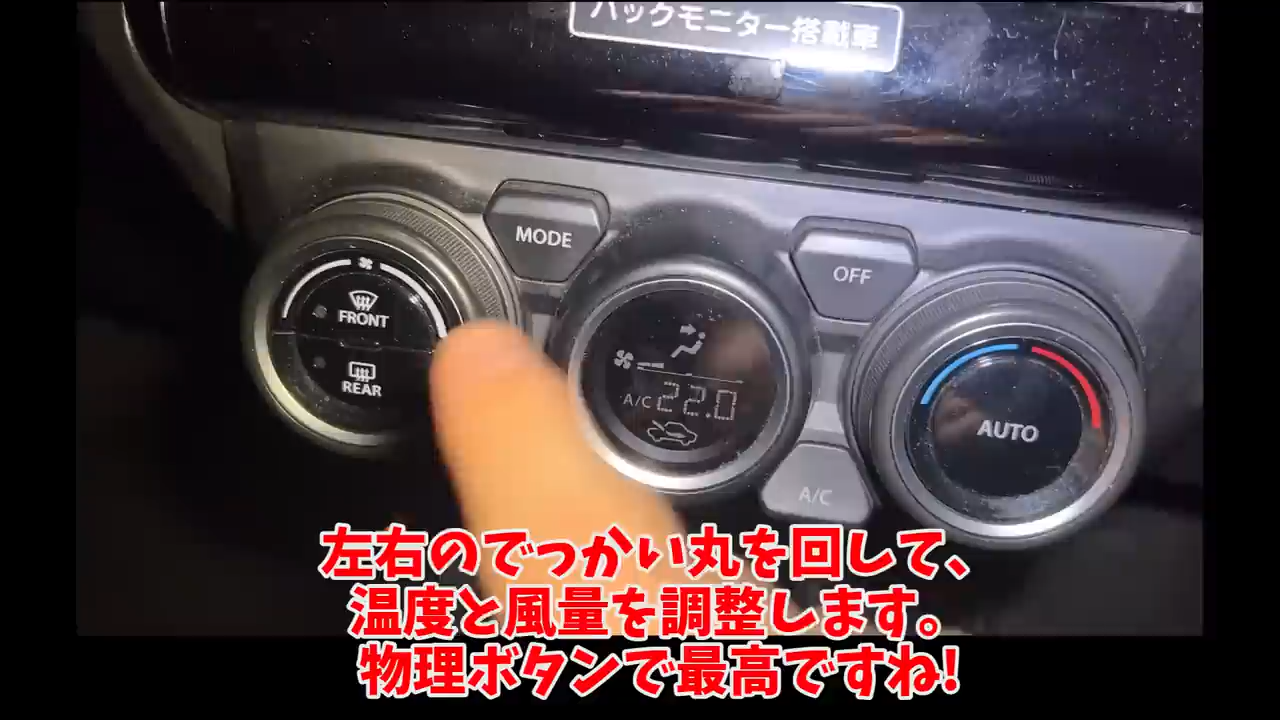 バックモニター搭載車
MODE
OFF
FRONT
REAR
A/C 22.0
AUTO
A/C
左右のでっかい丸を回して、
温度と風量を調整します。
物理ボタンで最高ですね!